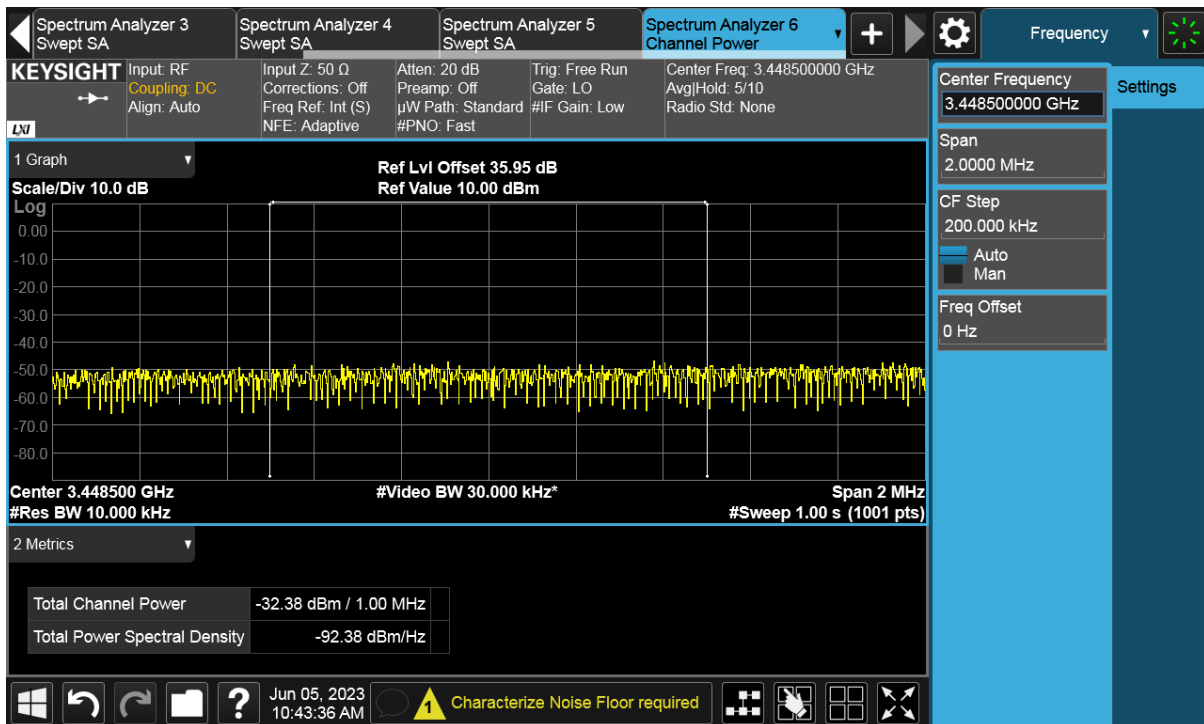 Spectrum Analyzer 3
Swept SA
Spectrum Analyzer 4
Swept SA
Spectrum Analyzer 5
Swept SA
Spectrum Analyzer 6
Channel Power
+
Frequency
KEYSIGHT
LXI
Input: RF
Coupling: DC
Align: Auto
Input Z: 50 Ω
Corrections: Off
Freq Ref: Int (S)
NFE: Adaptive
Atten: 20 dB
Preamp: Off
µW Path: Standard
#PNO: Fast
Trig: Free Run
Gate: LO
#IF Gain: Low
Center Freq: 3.448500000 GHz
Avg|Hold: 5/10
Radio Std: None
Center Frequency
3.448500000 GHz
Settings
Span
2.0000 MHz
CF Step
200.000 kHz
Auto
Man
Freq Offset
0 Hz
1 Graph
Ref Lvl Offset 35.95 dB
Scale/Div 10.0 dB
Ref Value 10.00 dBm
Log
0.00
-10.0
-20.0
-30.0
-40.0
-50.0
-60.0
-70.0
-80.0
Center 3.448500 GHz
#Video BW 30.000 kHz*
Span 2 MHz
#Res BW 10.000 kHz
#Sweep 1.00 s (1001 pts)
2 Metrics
Total Channel Power -32.38 dBm / 1.00 MHz
Total Power Spectral Density -92.38 dBm/Hz
?
Jun 05, 2023
10:43:36 AM
1
Characterize Noise Floor required